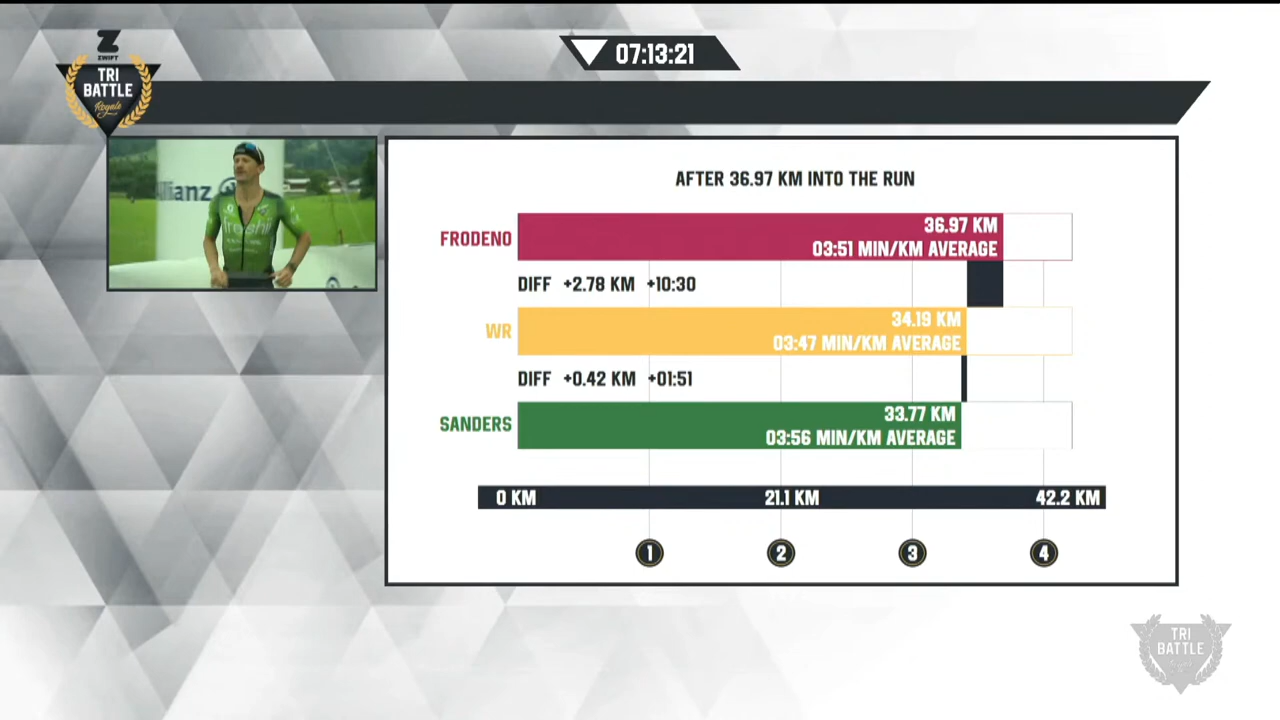 ZWIFT
TRI
BATTLE
Royale
07:13:21
Allianz
freshii
AFTER 36.97 KM INTO THE RUN
FRODENO
36.97 KM
03:51 MIN/KM AVERAGE
DIFF +2.78 KM +10:30
WR
34.19 KM
03:47 MIN/KM AVERAGE
DIFF +0.42 KM +01:51
SANDERS
33.77 KM
03:56 MIN/KM AVERAGE
0 KM 21.1 KM 42.2 KM
1 2 3 4
TRI
BATTLE
Royale